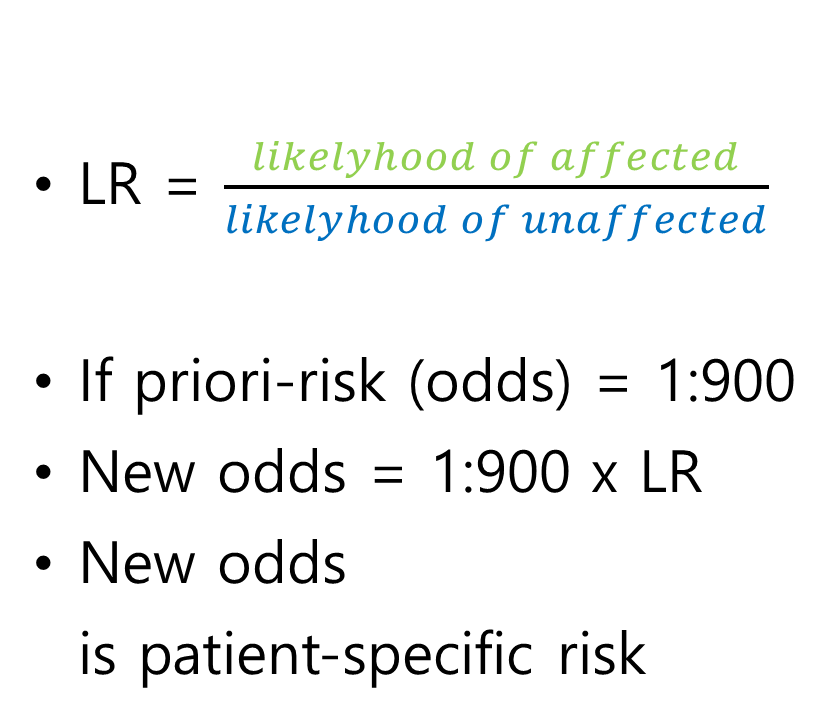 • LR = likelyhood of affected
likelyhood of unaffected
• If priori-risk (odds) = 1:900
• New odds = 1:900 x LR
• New odds
is patient-specific risk